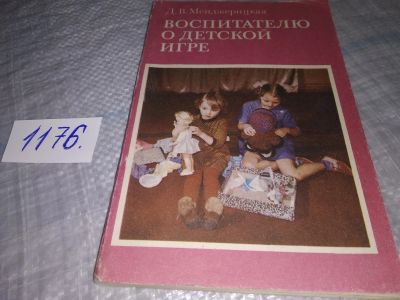 Д. В. Менджерицкая
ВОСПИТАТЕЛЮ
О ДЕТСКОЙ
ИГРЕ
1176.